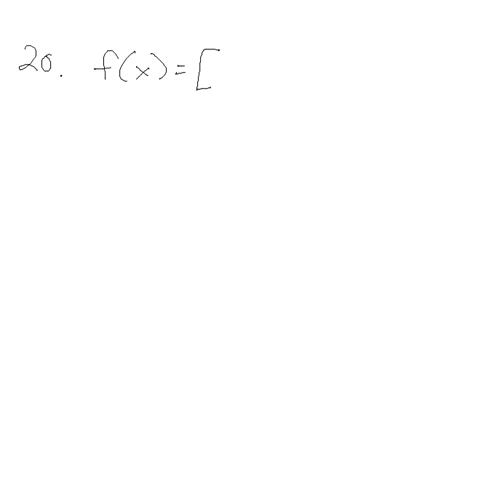 20. f(x) = [